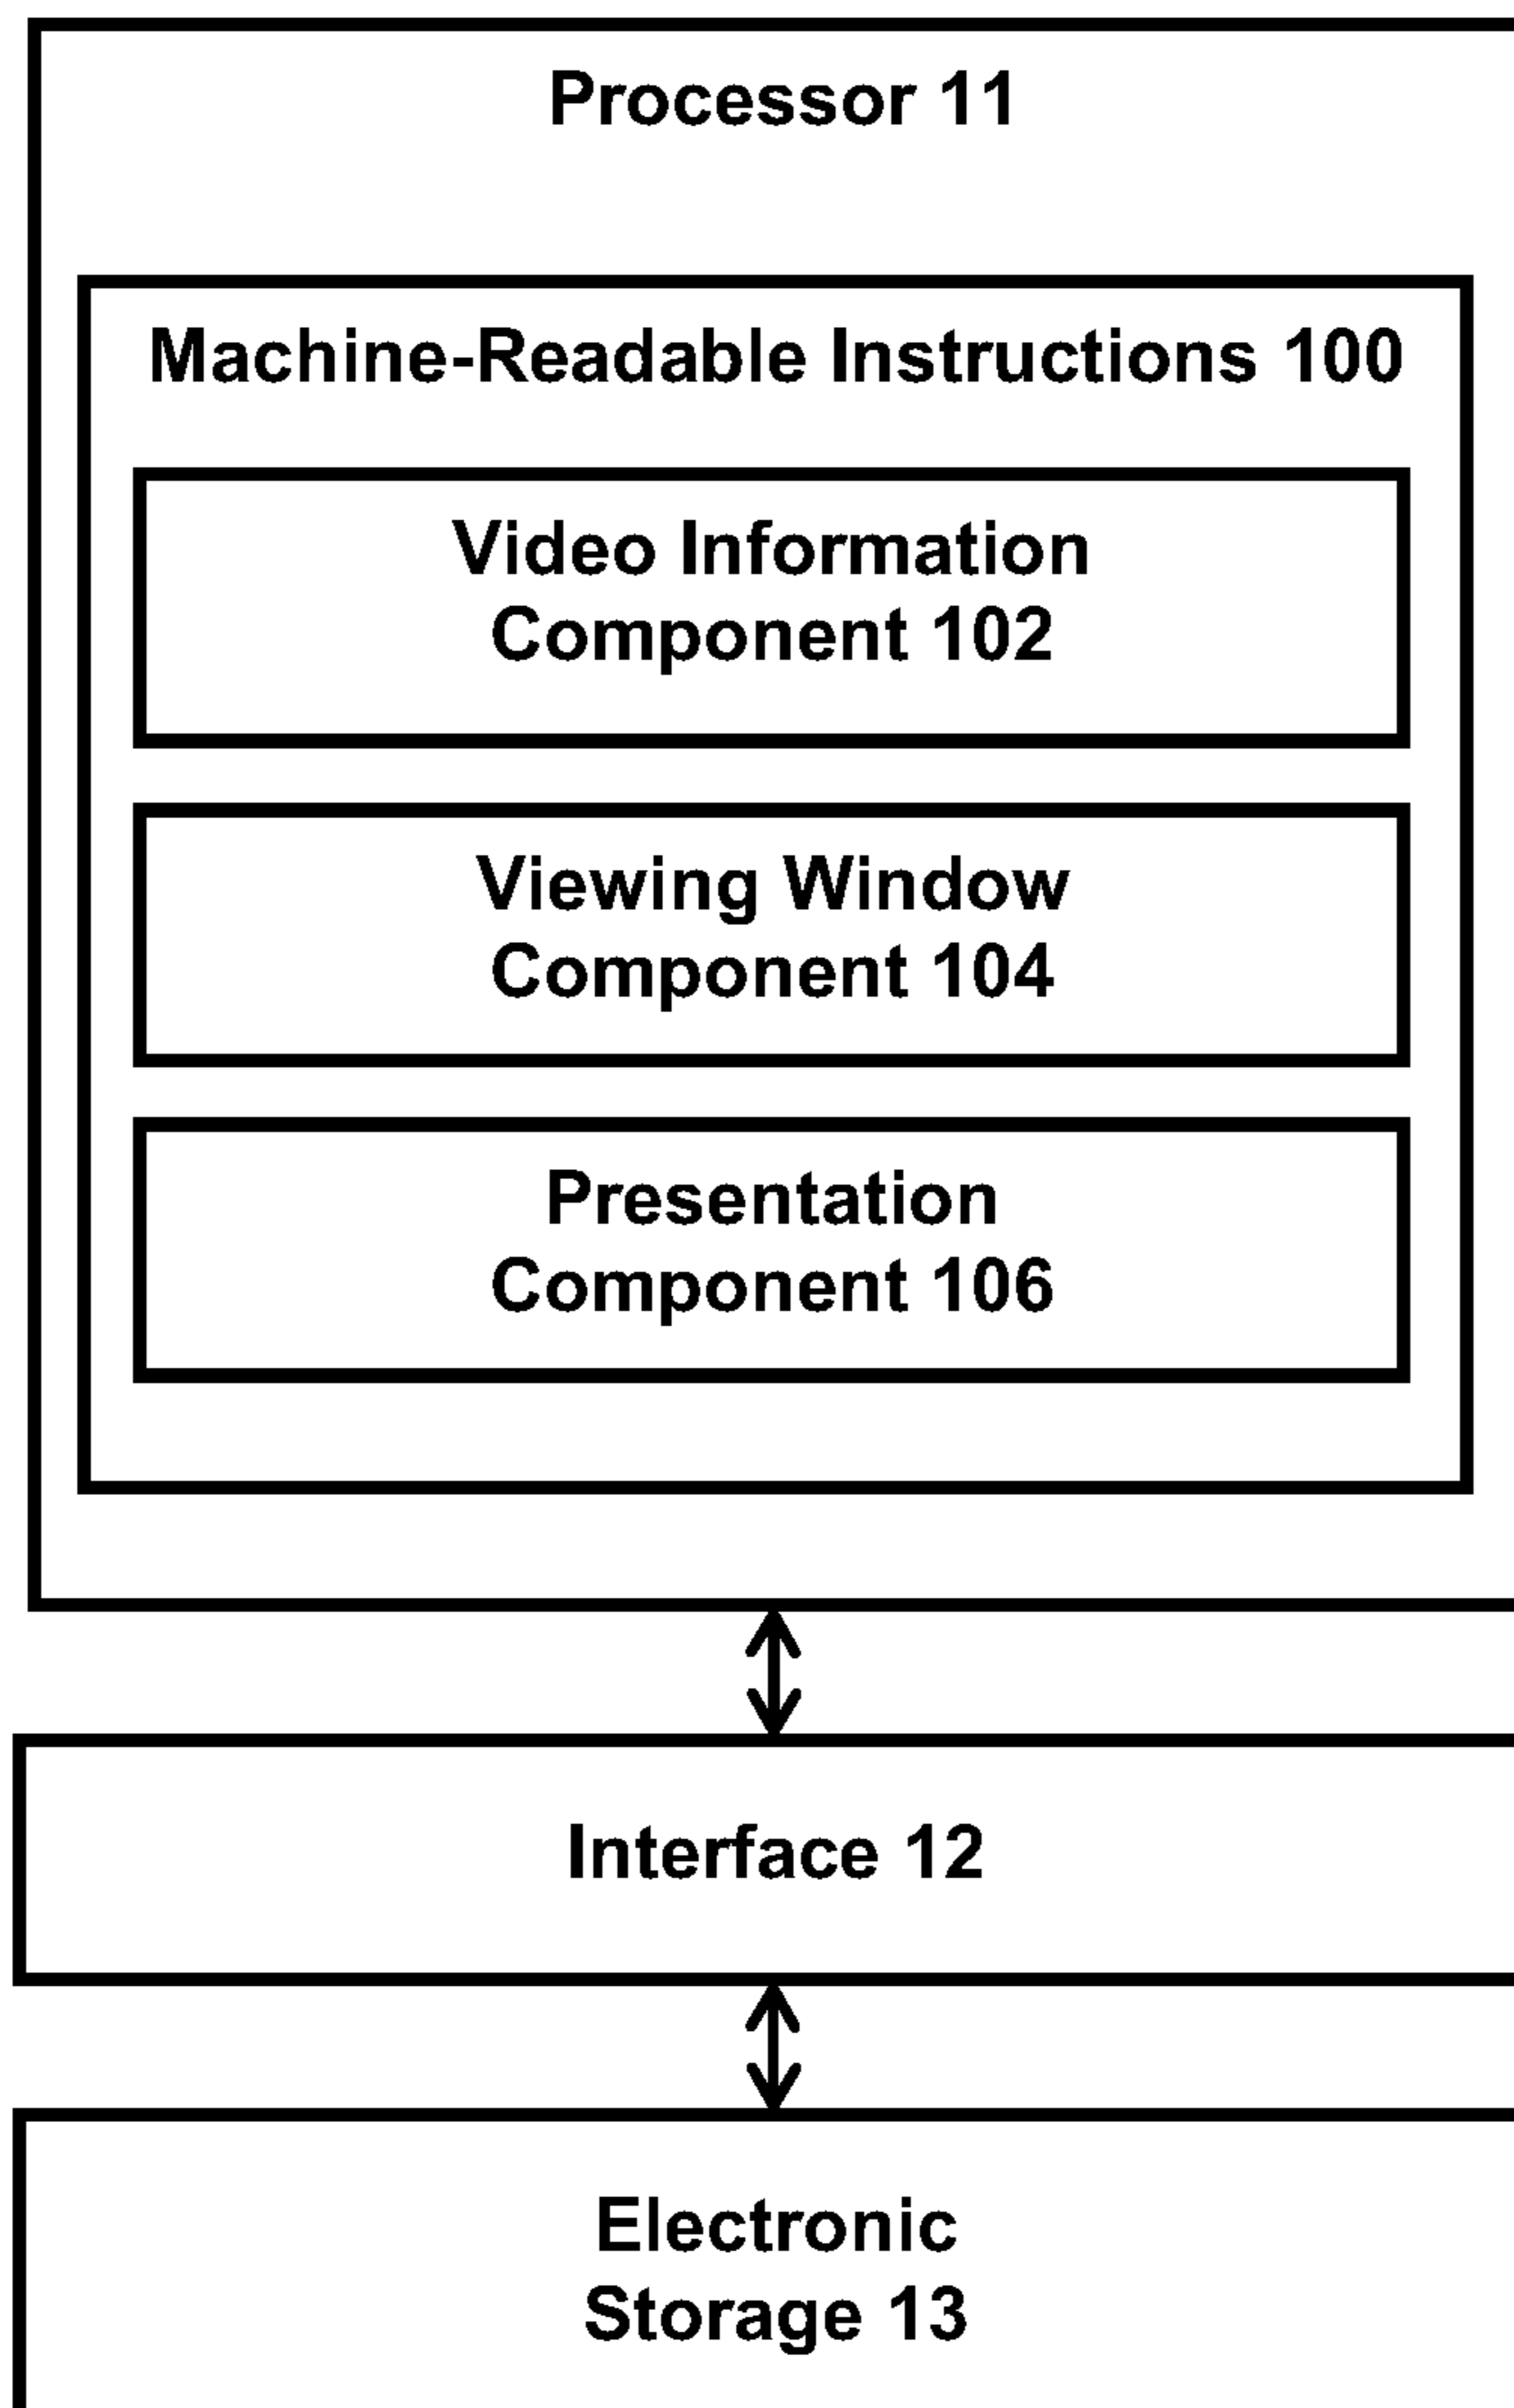 Processor 11
Machine-Readable Instructions 100
Video Information
Component 102
Viewing Window
Component 104
Presentation
Component 106
Interface 12
Electronic
Storage 13